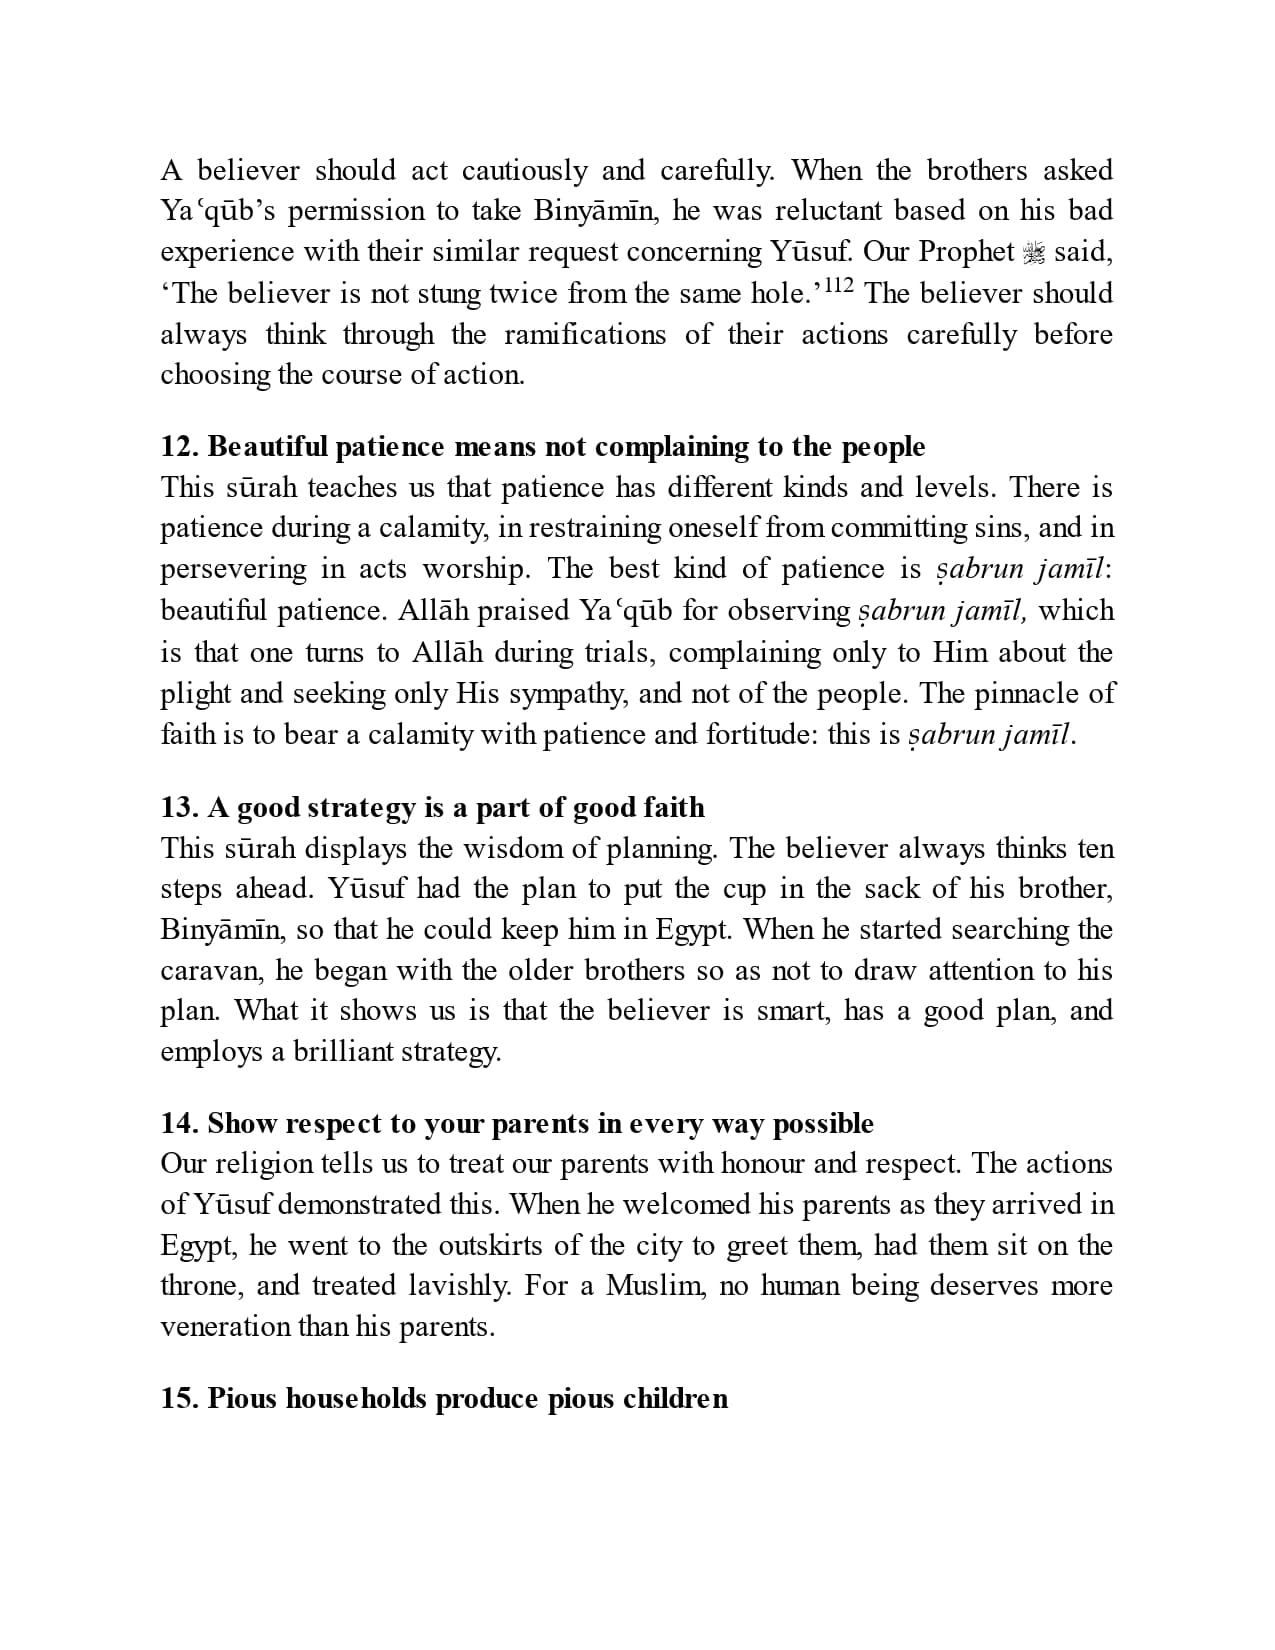 A believer should act cautiously and carefully. When the brothers asked
Yaʿqūb’s permission to take Binyāmīn, he was reluctant based on his bad
experience with their similar request concerning Yūsuf. Our Prophet ﷺ said,
‘The believer is not stung twice from the same hole.’112 The believer should
always think through the ramifications of their actions carefully before
choosing the course of action.
12. Beautiful patience means not complaining to the people
This sūrah teaches us that patience has different kinds and levels. There is
patience during a calamity, in restraining oneself from committing sins, and in
persevering in acts worship. The best kind of patience is ṣabrun jamīl:
beautiful patience. Allāh praised Yaʿqūb for observing ṣabrun jamīl, which
is that one turns to Allāh during trials, complaining only to Him about the
plight and seeking only His sympathy, and not of the people. The pinnacle of
faith is to bear a calamity with patience and fortitude: this is ṣabrun jamīl.
13. A good strategy is a part of good faith
This sūrah displays the wisdom of planning. The believer always thinks ten
steps ahead. Yūsuf had the plan to put the cup in the sack of his brother,
Binyāmīn, so that he could keep him in Egypt. When he started searching the
caravan, he began with the older brothers so as not to draw attention to his
plan. What it shows us is that the believer is smart, has a good plan, and
employs a brilliant strategy.
14. Show respect to your parents in every way possible
Our religion tells us to treat our parents with honour and respect. The actions
of Yūsuf demonstrated this. When he welcomed his parents as they arrived in
Egypt, he went to the outskirts of the city to greet them, had them sit on the
throne, and treated lavishly. For a Muslim, no human being deserves more
veneration than his parents.
15. Pious households produce pious children